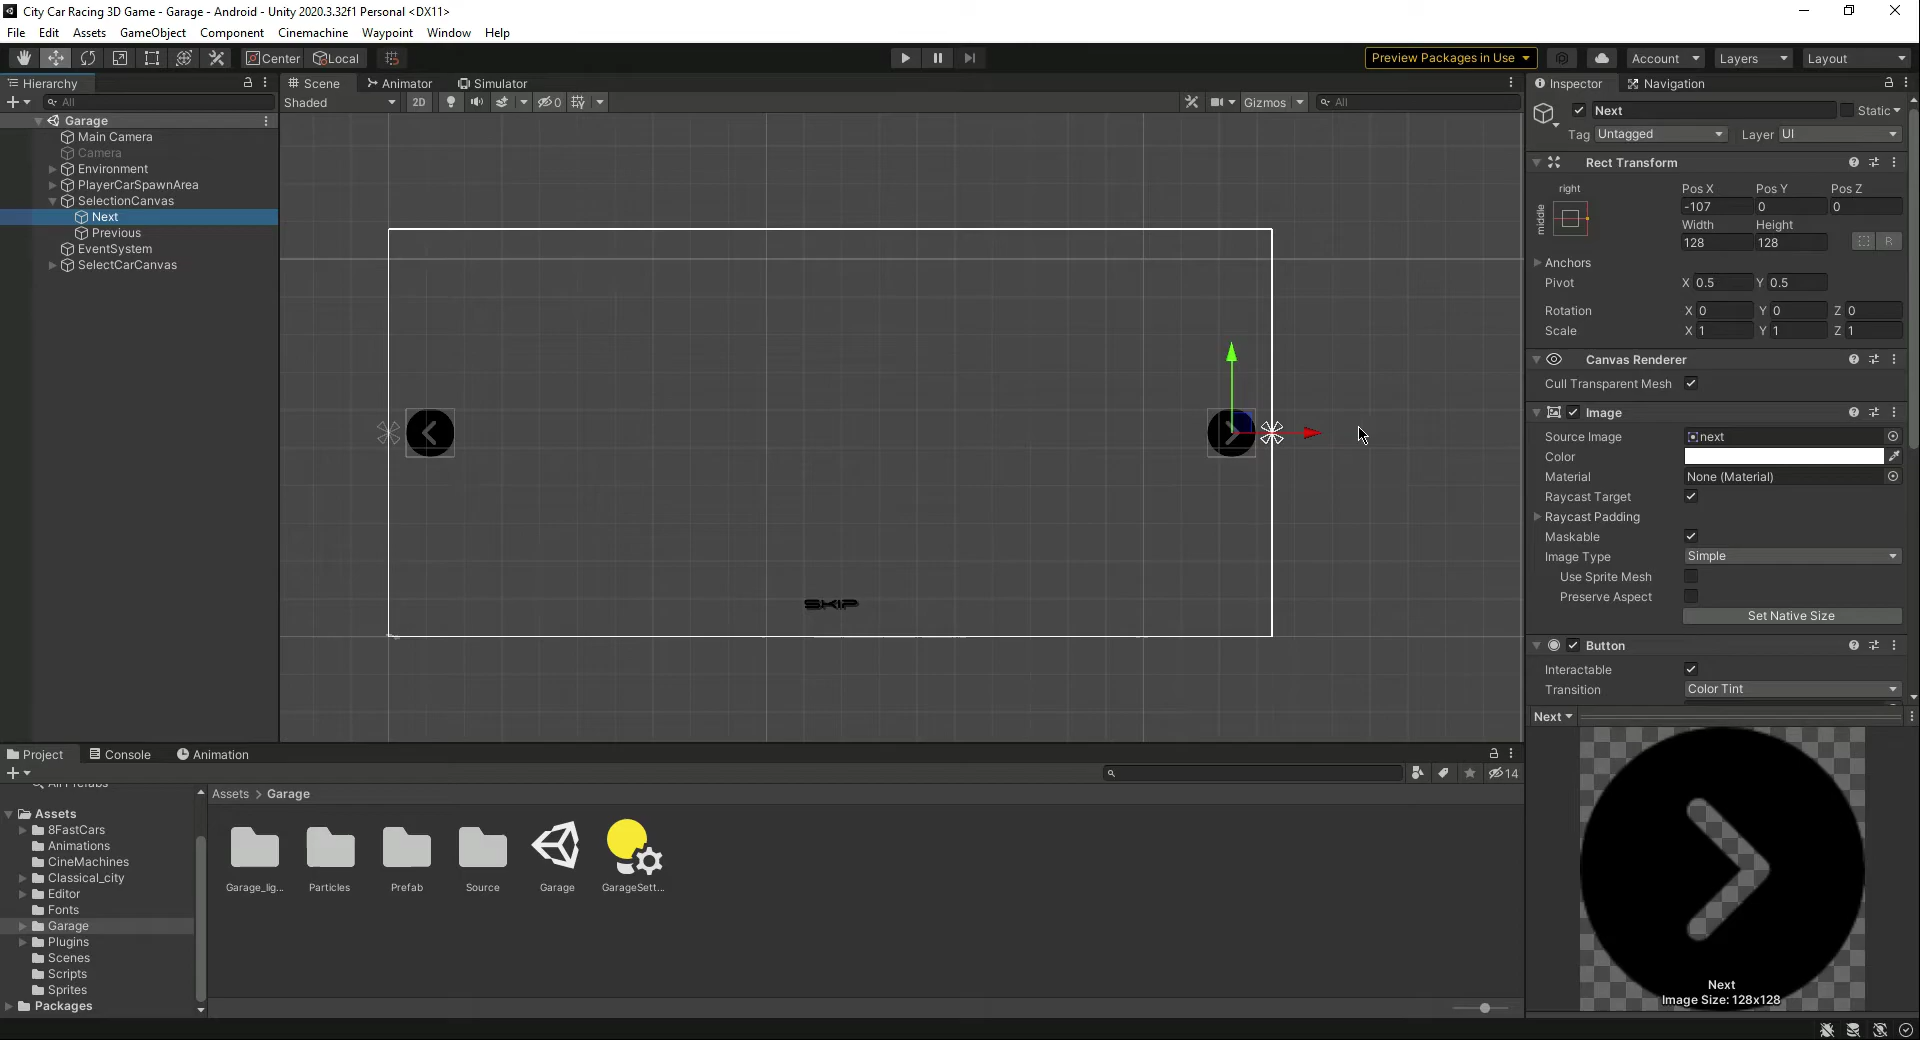 City Car Racing 3D Game - Garage - Android - Unity 2020.3.32f1 Personal <DX11>
File Edit Assets GameObject Component Cinemachine Waypoint Window Help
Center Local Preview Packages in Use Account Layers Layout
Hierarchy Scene Animator Simulator Inspector Navigation
All Shaded 2D 0 Gizmos All Next Static
Tag Untagged Layer UI
Garage
Main Camera
Camera
Environment
PlayerCarSpawnArea
SelectionCanvas
Next
Previous
EventSystem
SelectCarCanvas
SKIP
Rect Transform
right
middle
Pos X Pos Y Pos Z
-107 0 0
Width Height
128 128 R
Anchors
Pivot X 0.5 Y 0.5
Rotation X 0 Y 0 Z 0
Scale X 1 Y 1 Z 1
Canvas Renderer
Cull Transparent Mesh
Image
Source Image next
Color
Material None (Material)
Raycast Target
Raycast Padding
Maskable
Image Type Simple
Use Sprite Mesh
Preserve Aspect
Set Native Size
Button
Interactable
Transition Color Tint
Next
Next
Image Size: 128x128
Project Console Animation
14
All Prefabs
Assets
8FastCars
Animations
CineMachines
Classical_city
Editor
Fonts
Garage
Plugins
Scenes
Scripts
Sprites
Packages
Assets > Garage
Garage_lig... Particles Prefab Source Garage GarageSett...